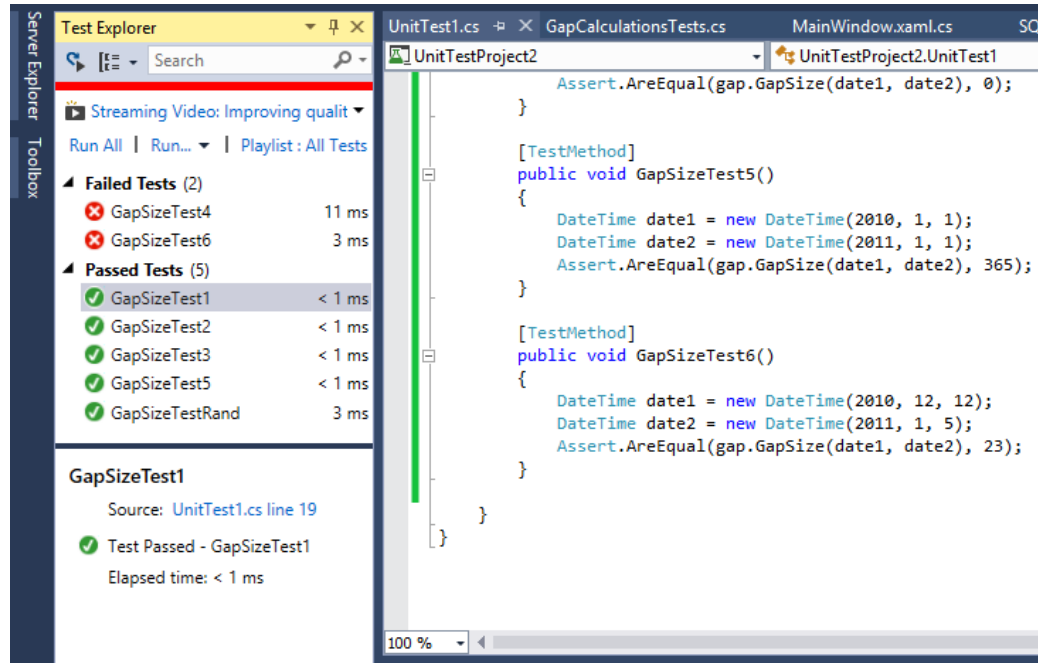 Server Explorer
Toolbox
Test Explorer
Search
Streaming Video: Improving qualit
Run All | Run... | Playlist : All Tests
Failed Tests (2)
GapSizeTest4 11 ms
GapSizeTest6 3 ms
Passed Tests (5)
GapSizeTest1 < 1 ms
GapSizeTest2 < 1 ms
GapSizeTest3 < 1 ms
GapSizeTest5 < 1 ms
GapSizeTestRand 3 ms
GapSizeTest1
Source: UnitTest1.cs line 19
Test Passed - GapSizeTest1
Elapsed time: < 1 ms
UnitTest1.cs GapCalculationsTests.cs MainWindow.xaml.cs SQ
UnitTestProject2 UnitTestProject2.UnitTest1
Assert.AreEqual(gap.GapSize(date1, date2), 0);
}
[TestMethod]
public void GapSizeTest5()
{
DateTime date1 = new DateTime(2010, 1, 1);
DateTime date2 = new DateTime(2011, 1, 1);
Assert.AreEqual(gap.GapSize(date1, date2), 365);
}
[TestMethod]
public void GapSizeTest6()
{
DateTime date1 = new DateTime(2010, 12, 12);
DateTime date2 = new DateTime(2011, 1, 5);
Assert.AreEqual(gap.GapSize(date1, date2), 23);
}
}
}
100 %